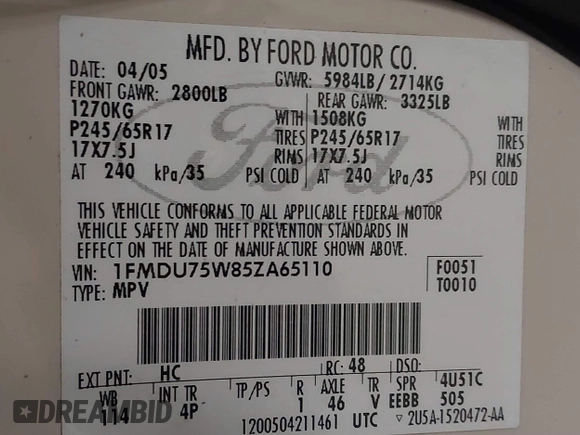 MFD. BY FORD MOTOR CO.
DATE: 04/05 GVWR: 5984LB/ 2714KG
FRONT GAWR: 2800LB REAR GAWR: 3325LB
1270KG WITH 1508KG WITH
P245/65R17 TIRES P245/65R17 TIRES
17X7.5J RIMS 17X7.5J RIMS
AT 240 kPa/35 PSI COLD AT 240 kPa/35 PSI COLD
Ford
THIS VEHICLE CONFORMS TO ALL APPLICABLE FEDERAL MOTOR
VEHICLE SAFETY AND THEFT PREVENTION STANDARDS IN
EFFECT ON THE DATE OF MANUFACTURE SHOWN ABOVE.
VIN: 1FMDU75W85ZA65110 F0051
TYPE: MPV T0010
EXT PNT: HC RC: 48 DSO:
WB INT TR TP/PS R AXLE TR SPR 4U51C
114 4P 1 46 V EEBB 505
1200504211461 UTC 2U5A-1520472-AA
DREAMBID